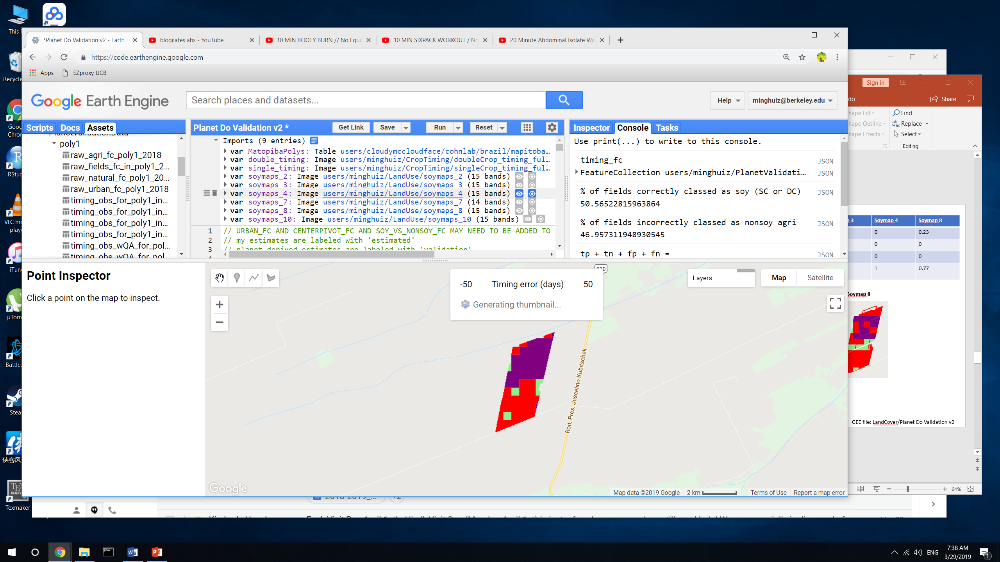 This
Recycle
Goog
Chron
RStud
VLC me
playe
iTune
µTorre
Battle.
Stea
侠客风
Texmaker
*Planet Do Validation v2 - Earth E
blogilates abs - YouTube
10 MIN BOOTY BURN // No Equi
10 MIN SIXPACK WORKOUT / No
20 Minute Abdominal Isolate Wo
https://code.earthengine.google.com
Apps
EZproxy UCB
Google Earth Engine
Search places and datasets...
Help
minghuiz@berkeley.edu
Scripts
Docs
Assets
PlanetValidationData
poly1
raw_agri_fc_poly1_2018
raw_fields_fc_in_poly1_2...
raw_natural_fc_poly1_20...
raw_urban_fc_poly1_2018
timing_obs_for_poly1_in...
timing_obs_for_poly1_in...
timing_obs_for_poly1_in...
timing_obs_for_poly1_in...
timing_obs_wQA_for_pol...
timing_obs_wQA_for_pol
Planet Do Validation v2 *
Get Link
Save
Run
Reset
Imports (9 entries)
var MatopibaPolys: Table users/cloudymccloudface/cohnlab/brazil/mapitoba…
var double_timing: Image users/minghuiz/CropTiming/doubleCrop_timing_ful…
var single_timing: Image users/minghuiz/CropTiming/singleCrop_timing_ful…
var soymaps_2: Image users/minghuiz/LandUse/soymaps_2 (15 bands)
var soymaps_3: Image users/minghuiz/LandUse/soymaps_3 (15 bands)
var soymaps_4: Image users/minghuiz/LandUse/soymaps_4 (15 bands)
var soymaps_7: Image users/minghuiz/LandUse/soymaps_7 (14 bands)
var soymaps_8: Image users/minghuiz/LandUse/soymaps_8 (15 bands)
var soymaps_10: Image users/minghuiz/LandUse/soymaps_10 (15 bands)
1 // URBAN_FC AND CENTERPIVOT_FC AND SOY_VS_NONSOY_FC MAY NEED TO BE ADDED TO
2 // my estimates are labeled with 'estimated'
3 // planet derived estimates are labeled with 'validation'
4
Inspector
Console
Tasks
Use print(...) to write to this console.
timing_fc
JSON
FeatureCollection users/minghuiz/PlanetValidati…
JSON
% of fields correctly classed as soy (SC or DC)
JSON
50.56522815963864
% of fields incorrectly classed as nonsoy agri
JSON
46.957311948930545
tp + tn + fp + fn =
JSON
Point Inspector
Click a point on the map to inspect.
020
-50 Timing error (days) 50
Generating thumbnail...
Layers
Map
Satellite
Rod. Pres. Juscelino Kubitschek
Google
Map data ©2019 Google
2 km
Terms of Use
Report a map error
Sign in
do
Share
hape Fill
hape Outline
hape Effects
Find
Replace
Select
Editing
3 Soymap 4 Soymap 8
0 0.23
0 0
0 0
1 0.77
Soymap 8
GEE file: LandCover/Planet Do Validation v2
64%
2018-2019_...
+2
ENG
7:38 AM
3/29/2019
1